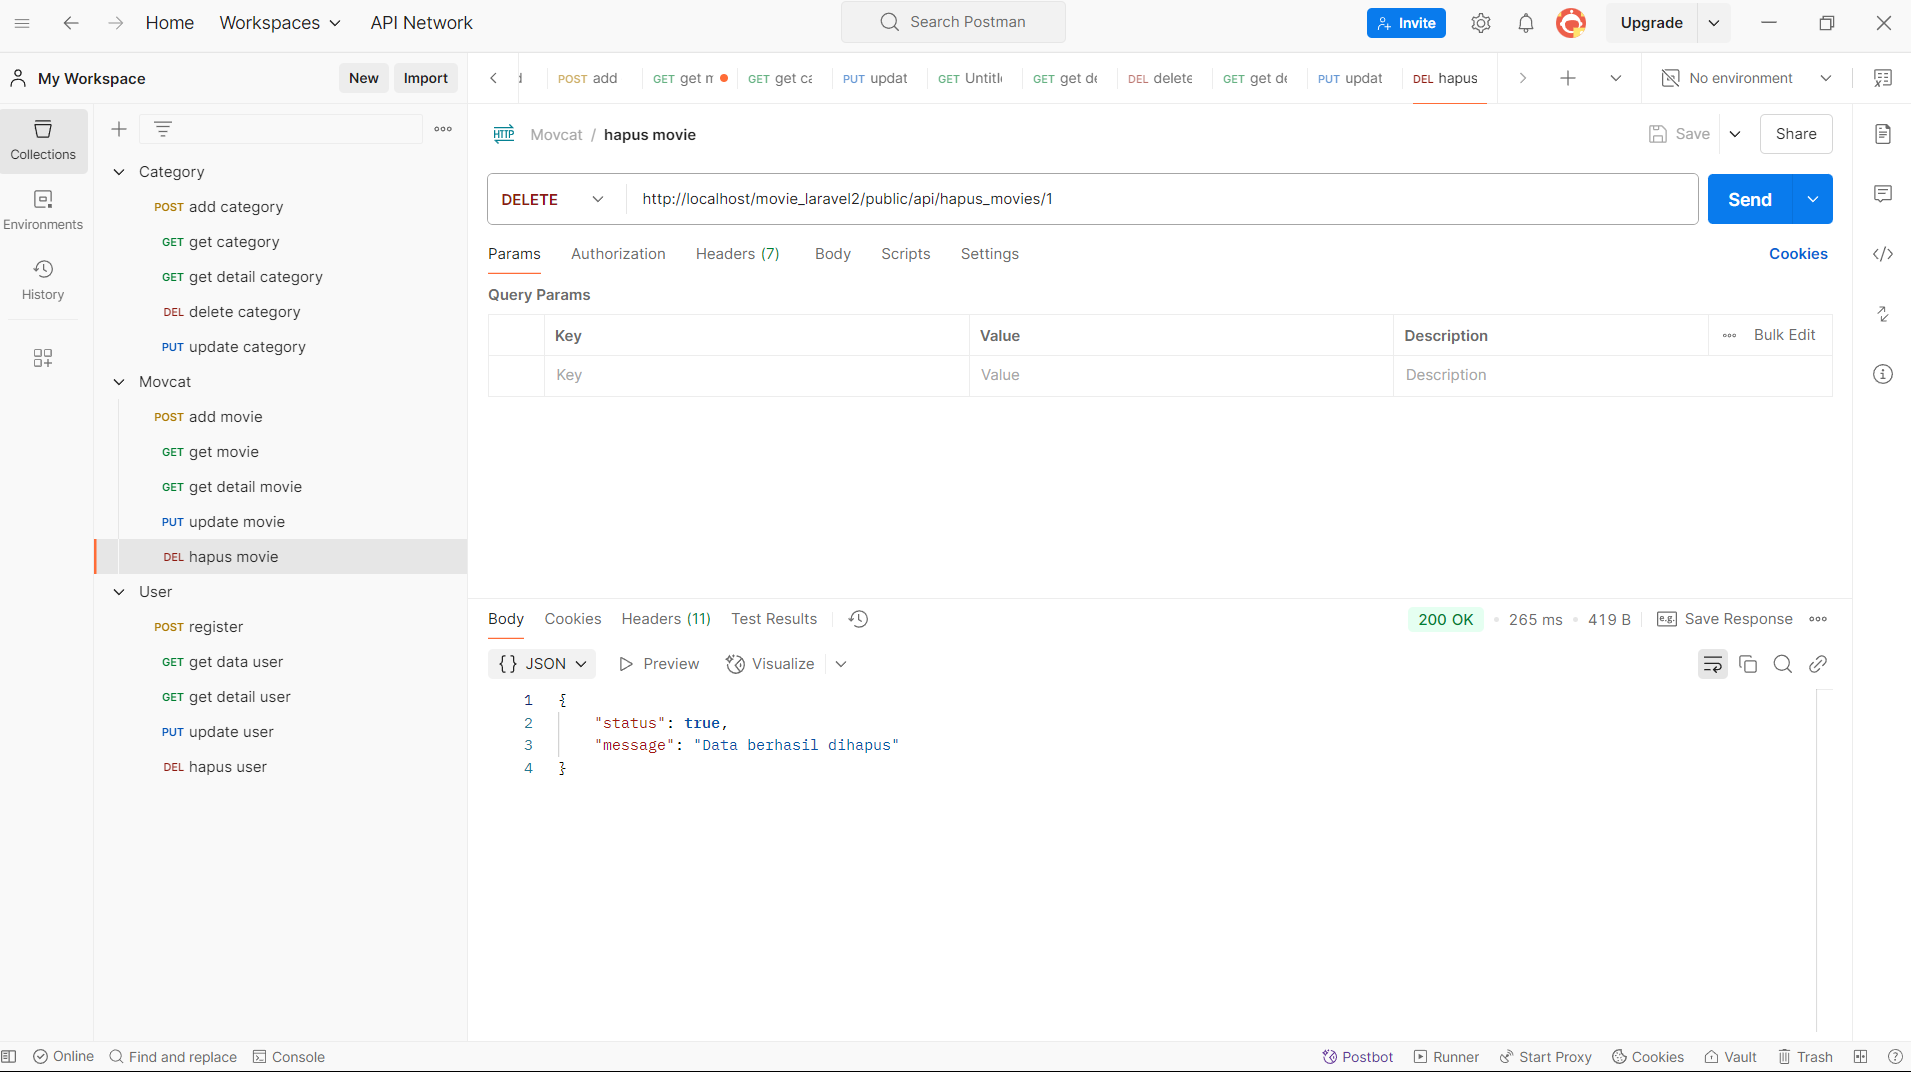 Home Workspaces API Network Search Postman Invite Upgrade
My Workspace New Import
POST add GET get m GET get ca PUT updat GET Untitle GET get de DEL delete GET get de PUT updat DEL hapus No environment
Collections
Environments
History
Category
POST add category
GET get category
GET get detail category
DEL delete category
PUT update category
Movcat
POST add movie
GET get movie
GET get detail movie
PUT update movie
DEL hapus movie
User
POST register
GET get data user
GET get detail user
PUT update user
DEL hapus user
HTTP Movcat / hapus movie Save Share
DELETE http://localhost/movie_laravel2/public/api/hapus_movies/1 Send
Params Authorization Headers (7) Body Scripts Settings Cookies
Query Params
Key Value Description Bulk Edit
Key Value Description
Body Cookies Headers (11) Test Results 200 OK 265 ms 419 B e.g. Save Response
{} JSON Preview Visualize
1 {
2 "status": true,
3 "message": "Data berhasil dihapus"
4 }
Online Find and replace Console Postbot Runner Start Proxy Cookies Vault Trash